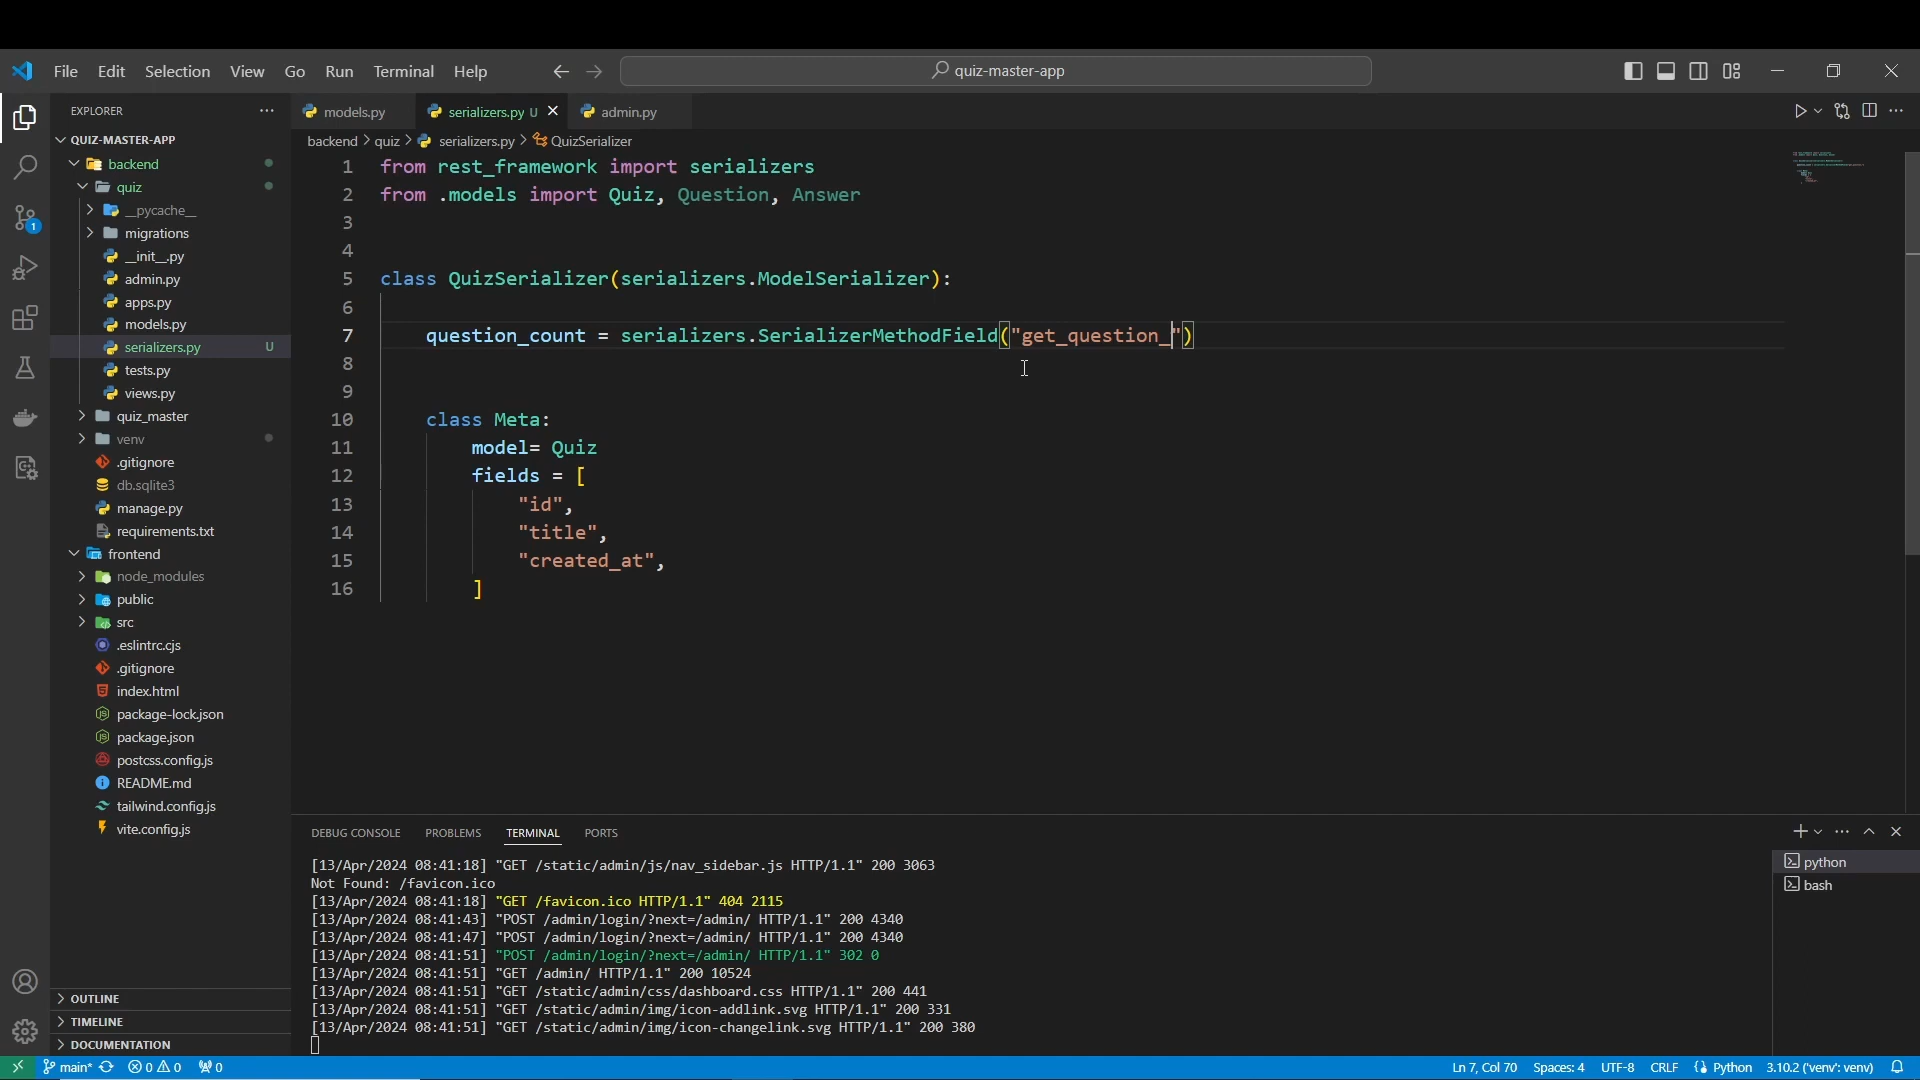 File Edit Selection View Go Run Terminal Help
quiz-master-app
EXPLORER
QUIZ-MASTER-APP
backend
quiz
__pycache__
migrations
__init__.py
admin.py
apps.py
models.py
serializers.py U
tests.py
views.py
quiz_master
venv
.gitignore
db.sqlite3
manage.py
requirements.txt
frontend
node_modules
public
src
.eslintrc.cjs
.gitignore
index.html
package-lock.json
package.json
postcss.config.js
README.md
tailwind.config.js
vite.config.js
OUTLINE
TIMELINE
DOCUMENTATION
1
models.py
serializers.py U
admin.py
backend > quiz > serializers.py > QuizSerializer
1 from rest_framework import serializers
2 from .models import Quiz, Question, Answer
3
4
5 class QuizSerializer(serializers.ModelSerializer):
6
7 question_count = serializers.SerializerMethodField("get_question_")
8
9
10 class Meta:
11 model= Quiz
12 fields = [
13 "id",
14 "title",
15 "created_at",
16 ]
DEBUG CONSOLE PROBLEMS TERMINAL PORTS
[13/Apr/2024 08:41:18] "GET /static/admin/js/nav_sidebar.js HTTP/1.1" 200 3063
Not Found: /favicon.ico
[13/Apr/2024 08:41:18] "GET /favicon.ico HTTP/1.1" 404 2115
[13/Apr/2024 08:41:43] "POST /admin/login/?next=/admin/ HTTP/1.1" 200 4340
[13/Apr/2024 08:41:47] "POST /admin/login/?next=/admin/ HTTP/1.1" 200 4340
[13/Apr/2024 08:41:51] "POST /admin/login/?next=/admin/ HTTP/1.1" 302 0
[13/Apr/2024 08:41:51] "GET /admin/ HTTP/1.1" 200 10524
[13/Apr/2024 08:41:51] "GET /static/admin/css/dashboard.css HTTP/1.1" 200 441
[13/Apr/2024 08:41:51] "GET /static/admin/img/icon-addlink.svg HTTP/1.1" 200 331
[13/Apr/2024 08:41:51] "GET /static/admin/img/icon-changelink.svg HTTP/1.1" 200 380
python
bash
main* 0 0 0
Ln 7, Col 70 Spaces: 4 UTF-8 CRLF Python 3.10.2 ('venv': venv)